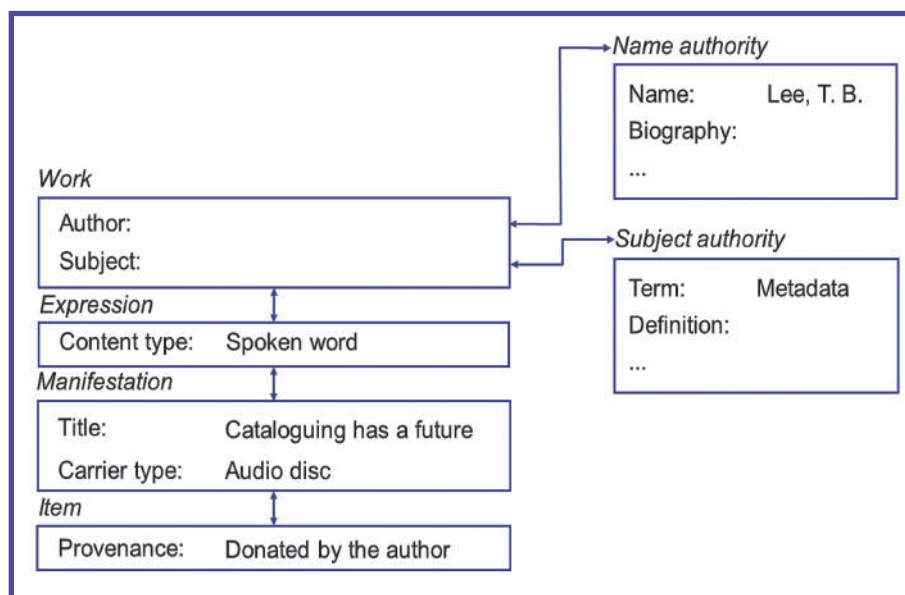 Name authority
Name: Lee, T. B.
Biography:
...
Work
Author:
Subject:
Subject authority
Term: Metadata
Definition:
...
Expression
Content type: Spoken word
Manifestation
Title: Cataloguing has a future
Carrier type: Audio disc
Item
Provenance: Donated by the author